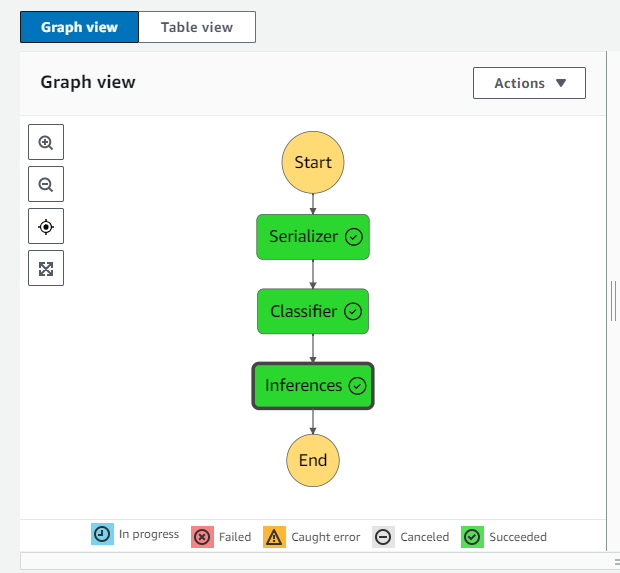 Graph view Table view
Graph view Actions
Start
Serializer
Classifier
Inferences
End
In progress Failed Caught error Canceled Succeeded